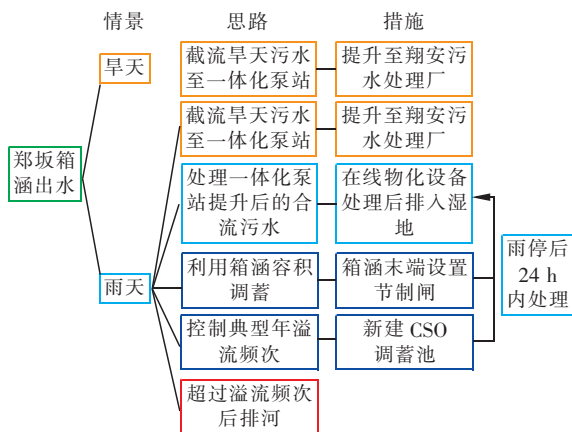 情景 思路 措施
旱天
截流旱天污水
至一体化泵站
提升至翔安污
水处理厂
截流旱天污水
至一体化泵站
提升至翔安污
水处理厂
郑坂箱
涵出水
处理一体化泵
站提升后的合
流污水
在线物化设备
处理后排入湿
地
雨停后
24 h
内处理
雨天
利用箱涵容积
调蓄
箱涵末端设置
节制闸
控制典型年溢
流频次
新建 CSO
调蓄池
超过溢流频次
后排河